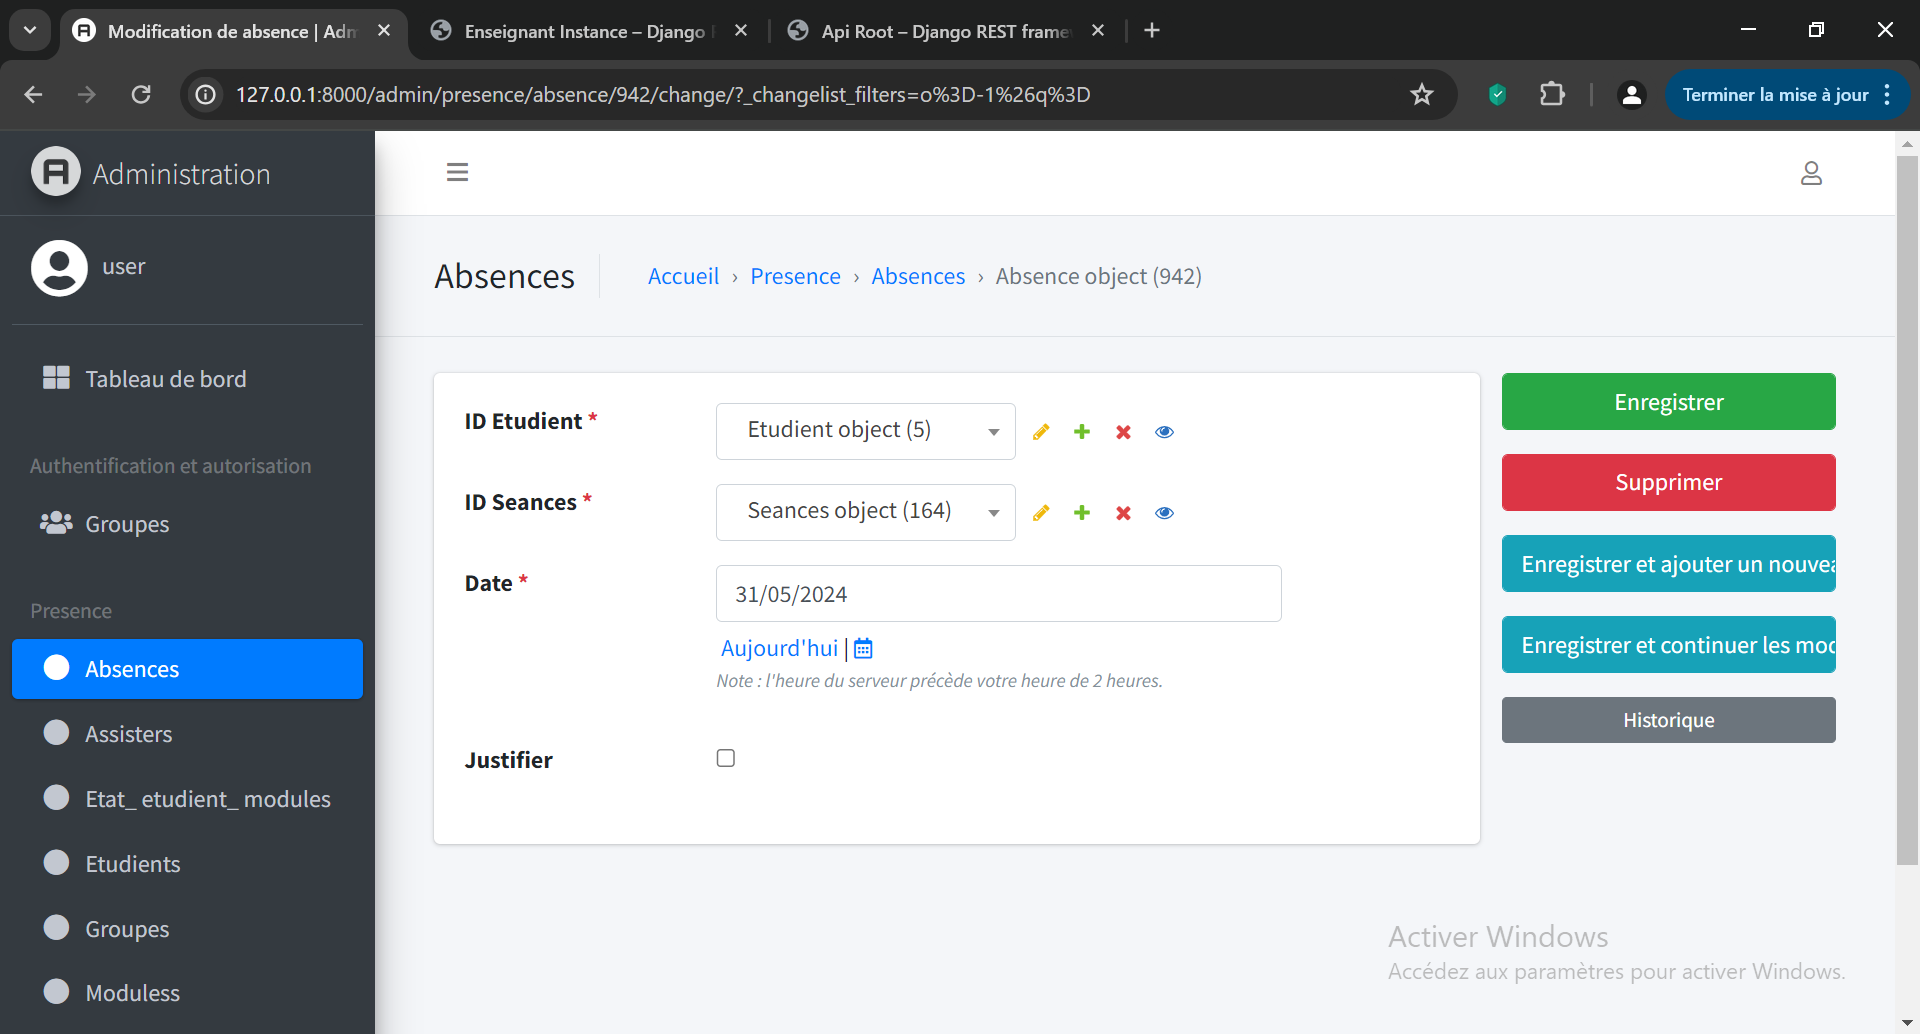 Modification de absence | Adm
Enseignant Instance – Django
Api Root – Django REST frame
127.0.0.1:8000/admin/presence/absence/942/change/?_changelist_filters=o%3D-1%26q%3D
Terminer la mise à jour
Administration
user
Tableau de bord
Authentification et autorisation
Groupes
Presence
Absences
Assisters
Etat_ etudient_ modules
Etudients
Groupes
Moduless
Absences
Accueil › Presence › Absences › Absence object (942)
ID Etudient *
Etudient object (5)
ID Seances *
Seances object (164)
Date *
31/05/2024
Aujourd'hui |
Note : l'heure du serveur précède votre heure de 2 heures.
Justifier
Enregistrer
Supprimer
Enregistrer et ajouter un nouvea
Enregistrer et continuer les mod
Historique
Activer Windows
Accédez aux paramètres pour activer Windows.